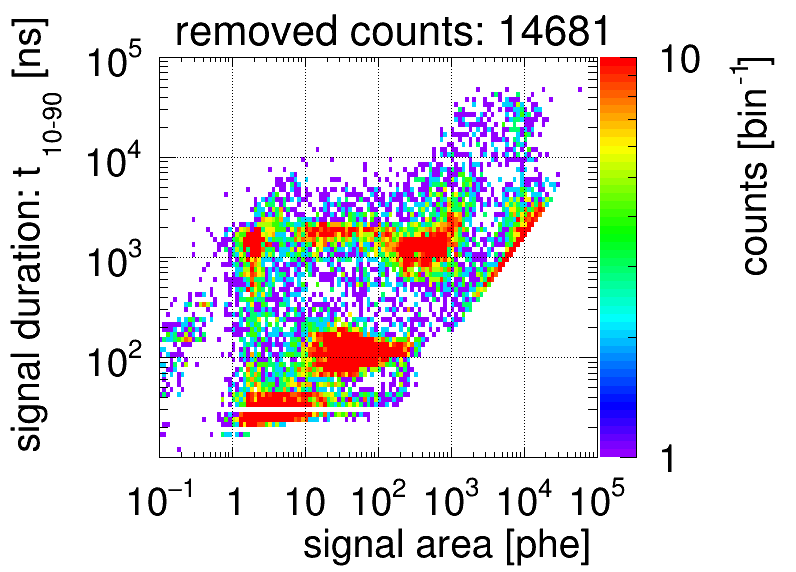 removed counts: 14681
signal duration: t 10-90 [ns]
10^5
10^4
10^3
10^2
10^-1 1 10 10^2 10^3 10^4 10^5
signal area [phe]
10
1
counts [bin^-1]